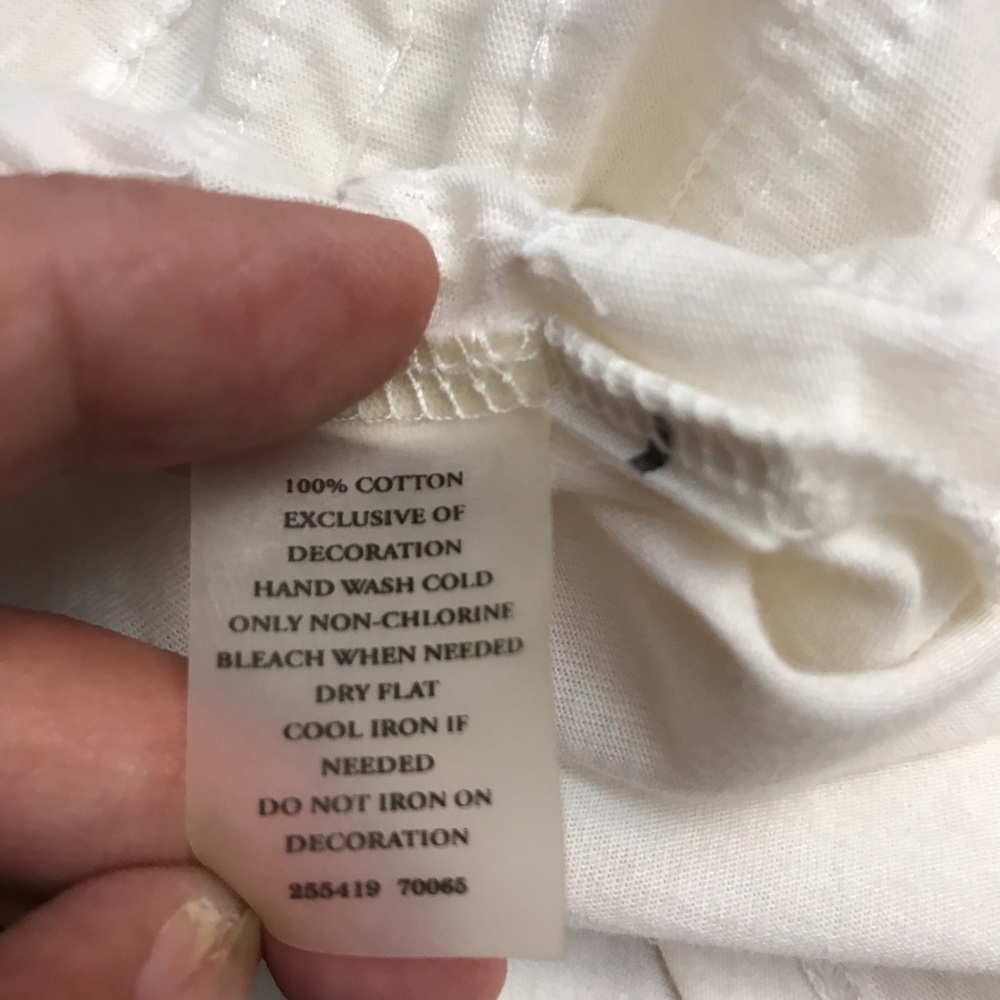 100% COTTON
EXCLUSIVE OF
DECORATION
HAND WASH COLD
ONLY NON-CHLORINE
BLEACH WHEN NEEDED
DRY FLAT
COOL IRON IF
NEEDED
DO NOT IRON ON
DECORATION
255419 70065